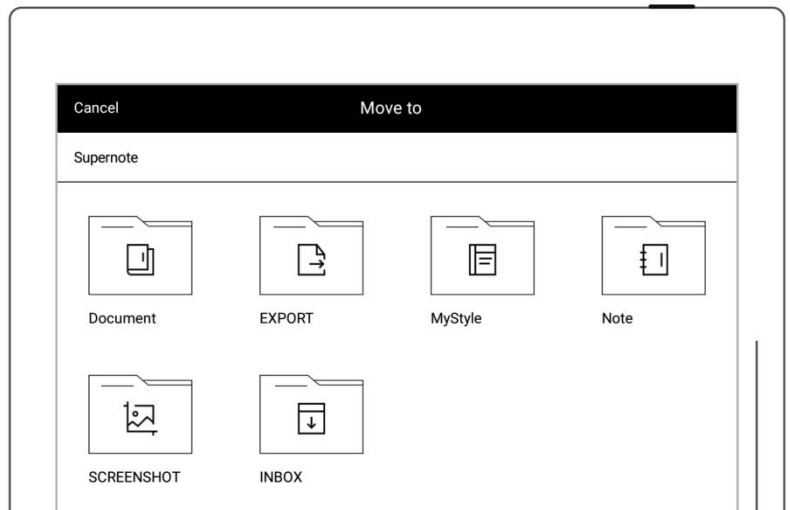 Cancel Move to
Supernote
Document EXPORT MyStyle Note
SCREENSHOT INBOX